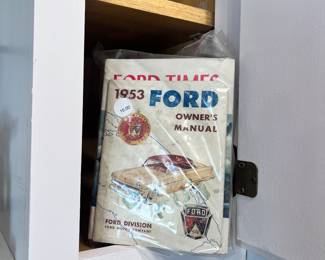 FORD TIMES
1953 FORD
OWNER'S
MANUAL
FORD
FORD DIVISION
FORD MOTOR COMPANY